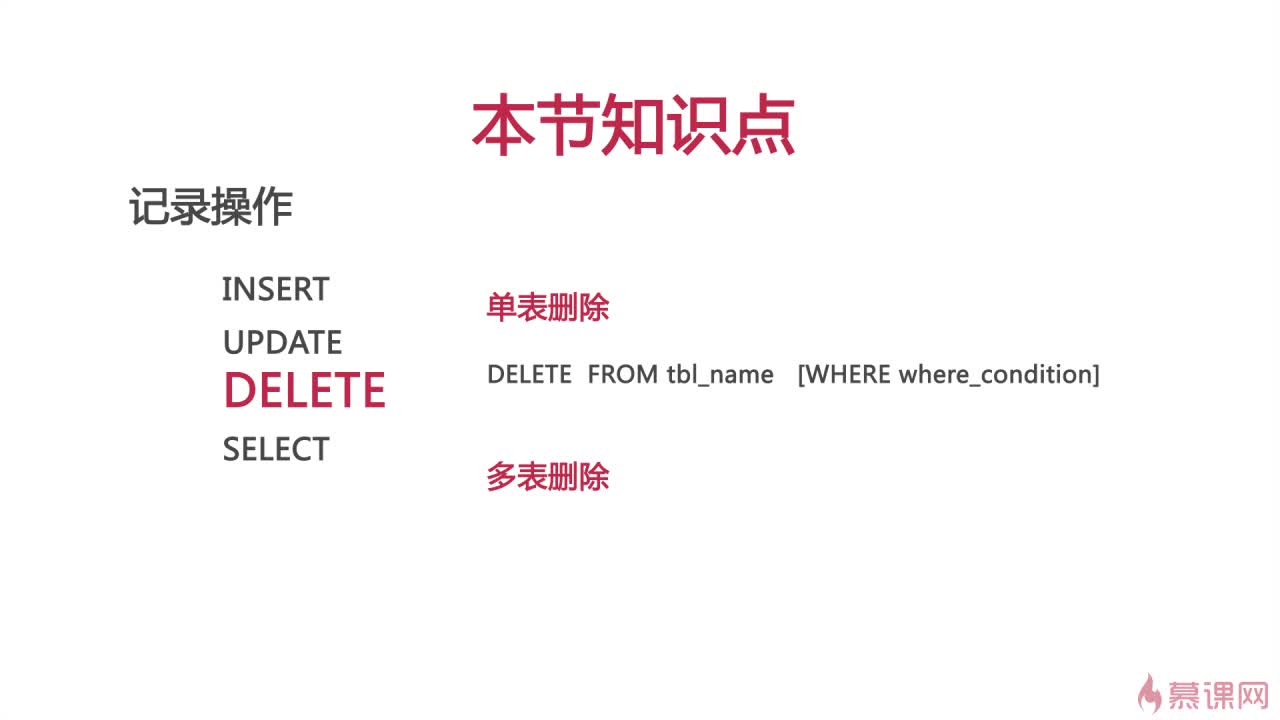 本节知识点
记录操作
INSERT
UPDATE
DELETE
SELECT
单表删除
DELETE FROM tbl_name [WHERE where_condition]
多表删除
慕课网